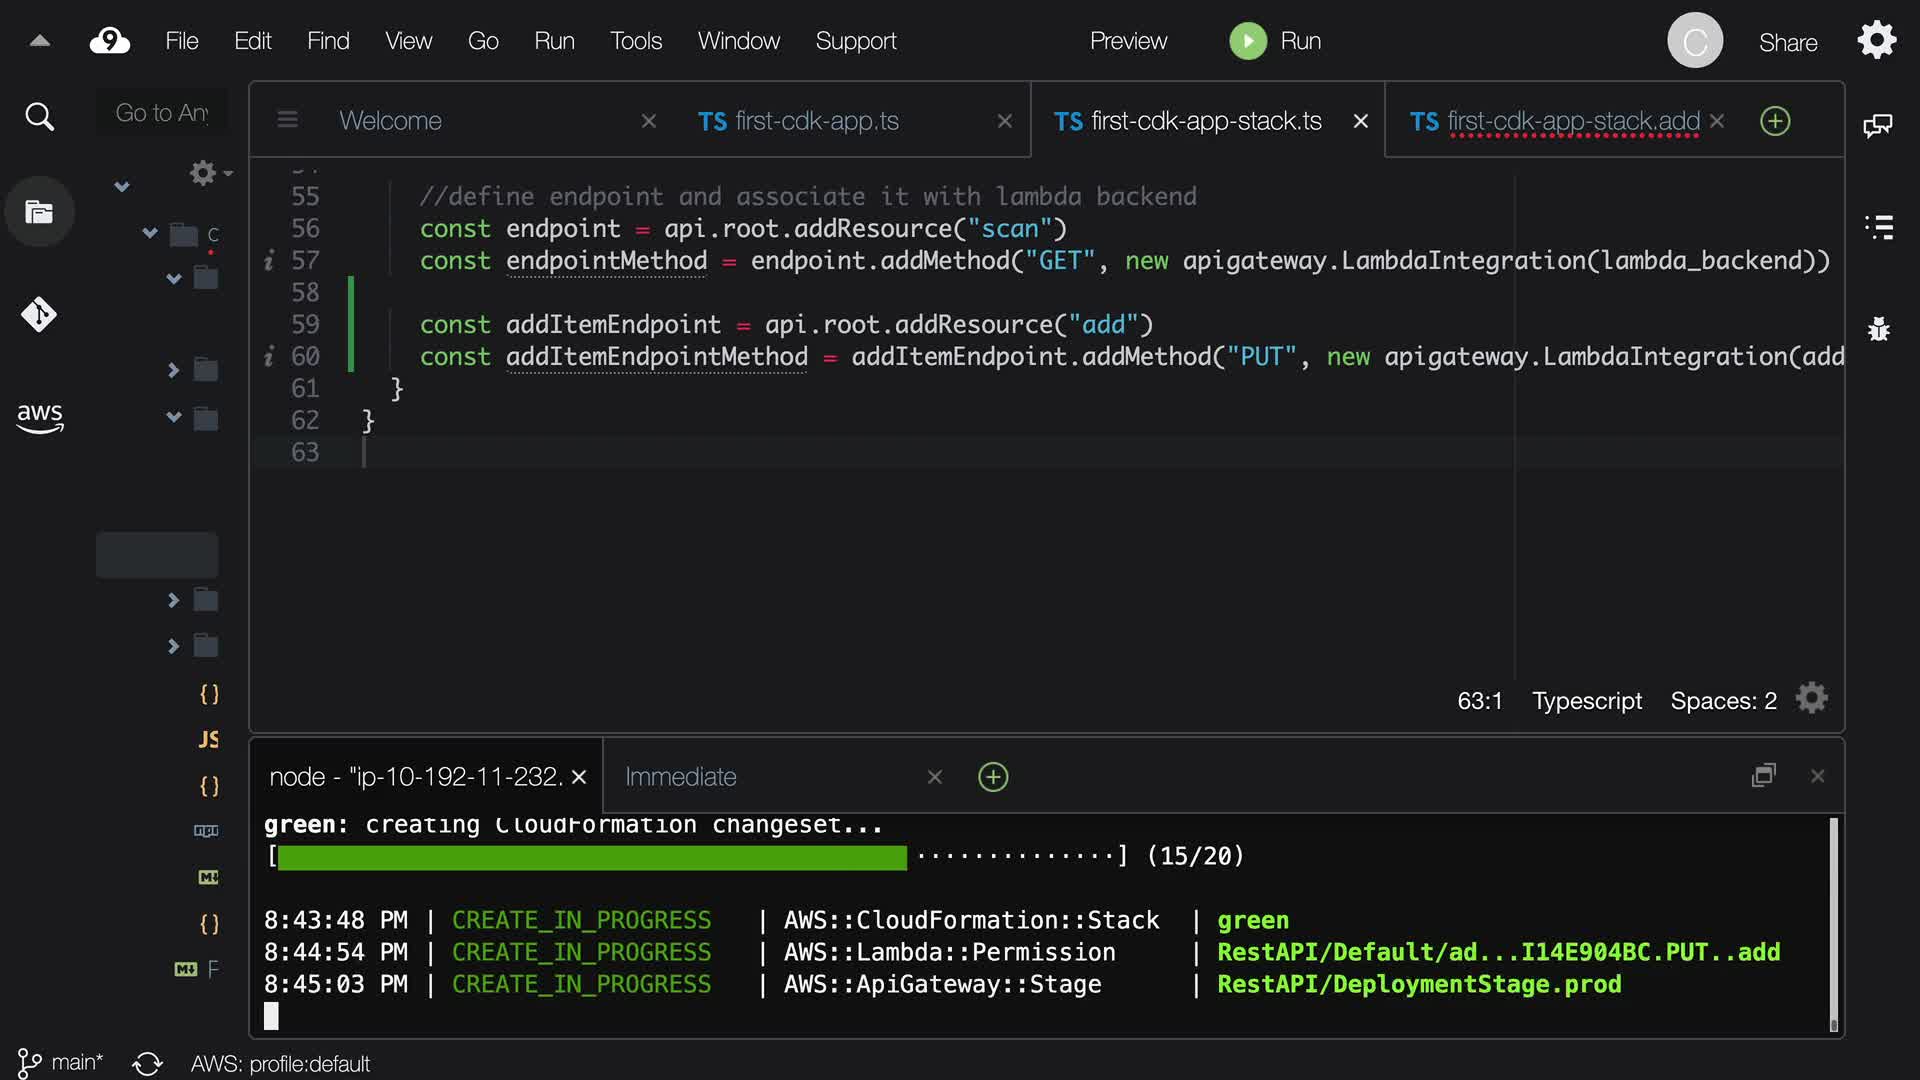 9 File Edit Find View Go Run Tools Window Support Preview Run C Share
Go to Any
Welcome TS first-cdk-app.ts TS first-cdk-app-stack.ts TS first-cdk-app-stack.add
55 //define endpoint and associate it with lambda backend
56 const endpoint = api.root.addResource("scan")
57 const endpointMethod = endpoint.addMethod("GET", new apigateway.LambdaIntegration(lambda_backend))
58
59 const addItemEndpoint = api.root.addResource("add")
60 const addItemEndpointMethod = addItemEndpoint.addMethod("PUT", new apigateway.LambdaIntegration(add
61 }
62 }
63
aws
63:1 Typescript Spaces: 2
{}
JS
{}
npm
M↓
{}
M↓ F
node - "ip-10-192-11-232. Immediate
green: creating CloudFormation changeset...
[··············] (15/20)
8:43:48 PM | CREATE_IN_PROGRESS | AWS::CloudFormation::Stack | green
8:44:54 PM | CREATE_IN_PROGRESS | AWS::Lambda::Permission | RestAPI/Default/ad...I14E904BC.PUT..add
8:45:03 PM | CREATE_IN_PROGRESS | AWS::ApiGateway::Stage | RestAPI/DeploymentStage.prod
main* AWS: profile:default